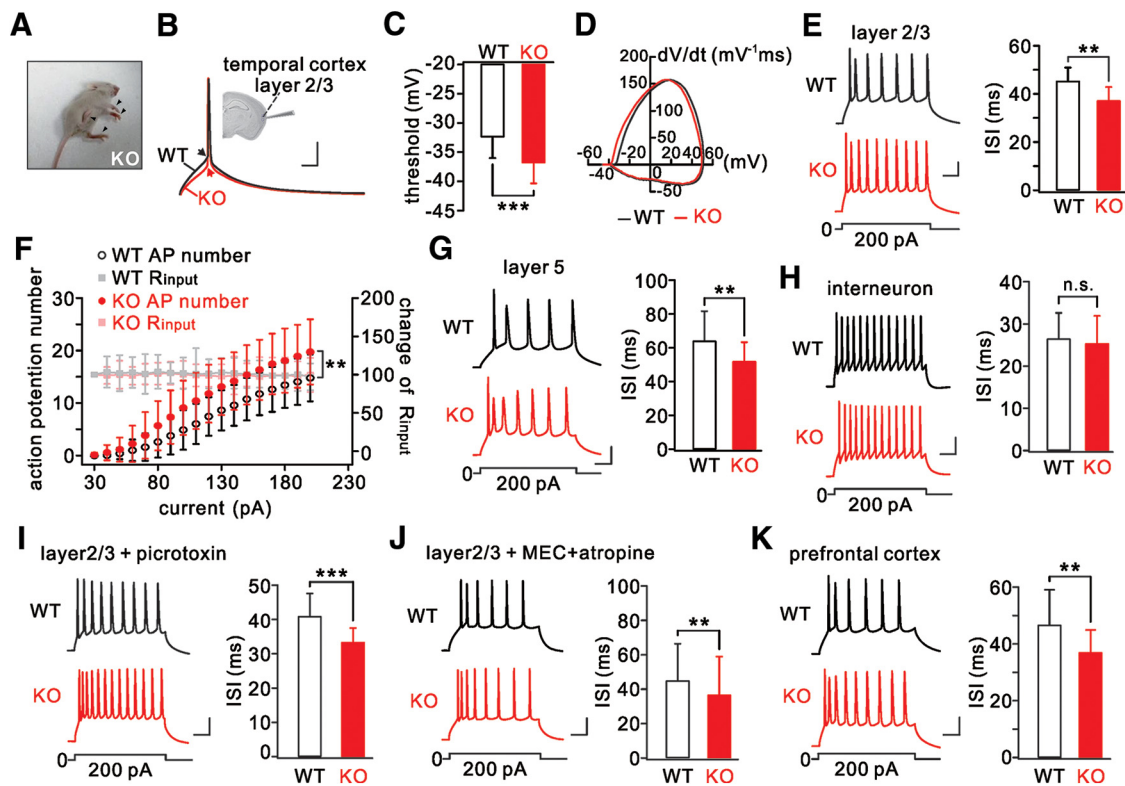 A
KO
B
temporal cortex
layer 2/3
WT
KO
C
WT KO
threshold (mV)
-20
-25
-30
-35
-40
-45
***
D
dV/dt (mV-1ms)
200
150
100
50
0
-50
-60 -40 0 20 40 60
(mV)
WT KO
E
layer 2/3
WT
KO
0
200 pA
ISI (ms)
60
40
20
0
**
WT KO
F
WT AP number
WT Rinput
KO AP number
KO Rinput
action potention number
30
15
0
change of Rinput
200
150
100
50
0
**
30 80 130 180 230
current (pA)
G
layer 5
WT
KO
0
200 pA
ISI (ms)
100
80
60
40
20
0
**
WT KO
H
interneuron
WT
KO
0
200 pA
ISI (ms)
40
30
20
10
0
n.s.
WT KO
I
layer2/3 + picrotoxin
WT
KO
0
200 pA
ISI (ms)
50
40
30
20
10
0
***
WT KO
J
layer2/3 + MEC+atropine
WT
KO
0
200 pA
ISI (ms)
100
80
60
40
20
0
**
WT KO
K
prefrontal cortex
WT
KO
0
200 pA
ISI (ms)
60
40
20
0
**
WT KO